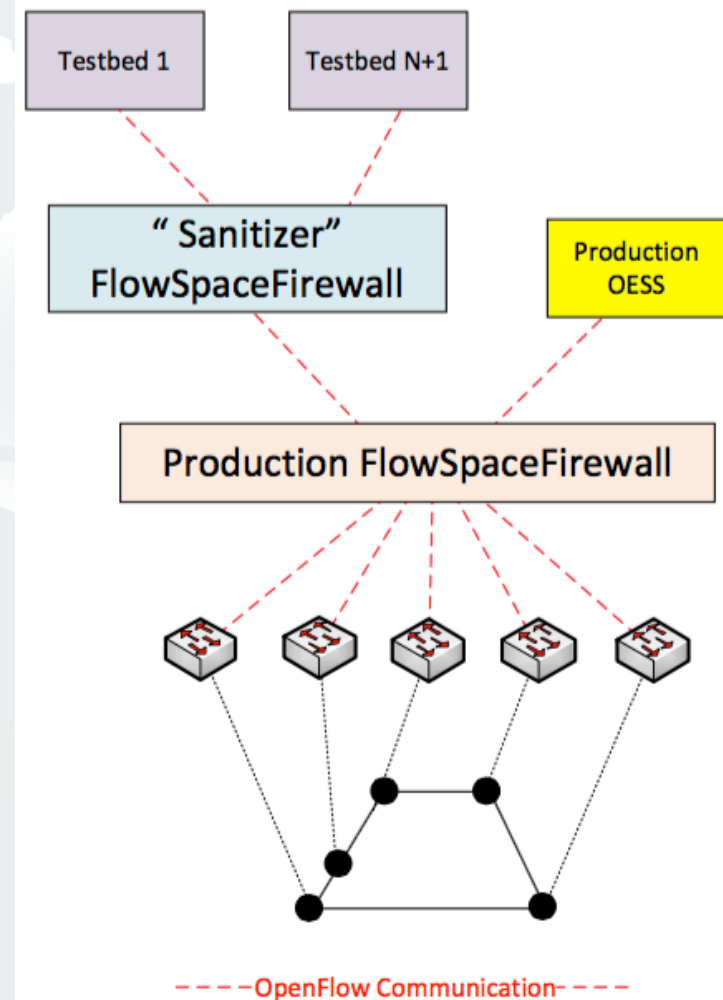 Testbed 1
Testbed N+1
“ Sanitizer”
FlowSpaceFirewall
Production
OESS
Production FlowSpaceFirewall
-----OpenFlow Communication-----